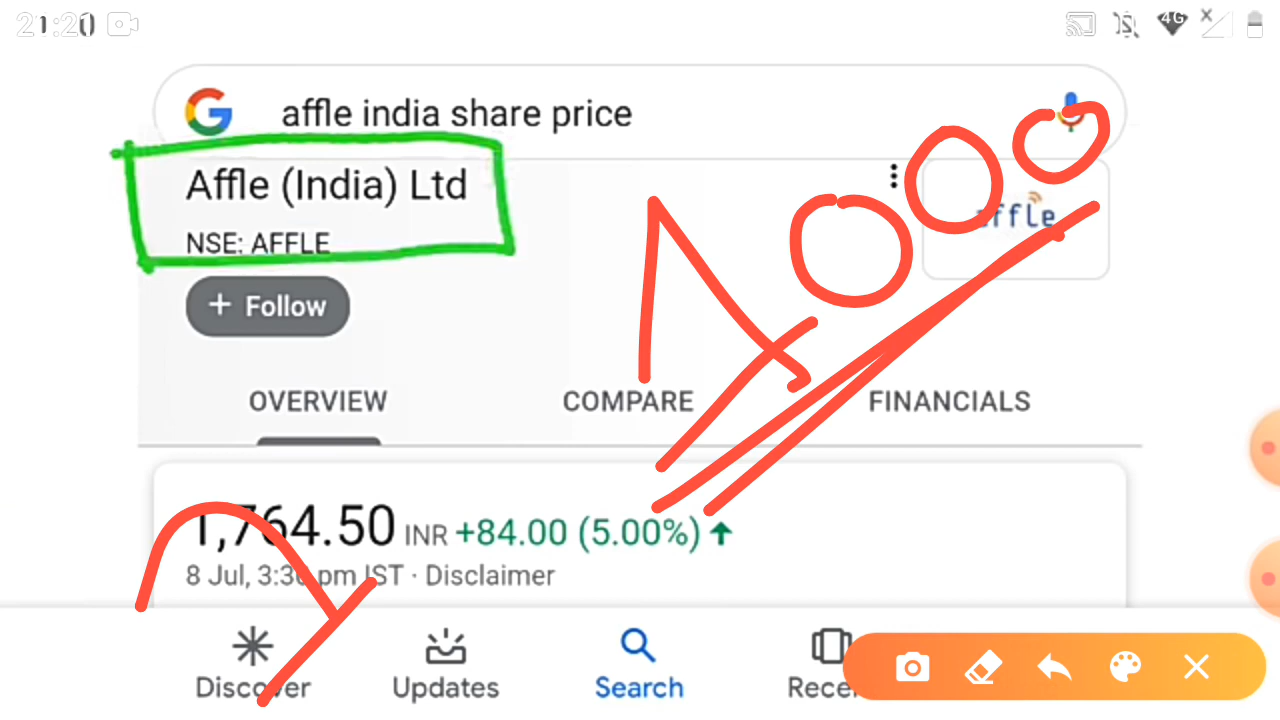 21:20
4G
affle india share price
Affle (India) Ltd
NSE: AFFLE
affle
+ Follow
OVERVIEW COMPARE FINANCIALS
1,764.50 INR +84.00 (5.00%) ↑
8 Jul, 3:30 pm IST · Disclaimer
Discover Updates Search